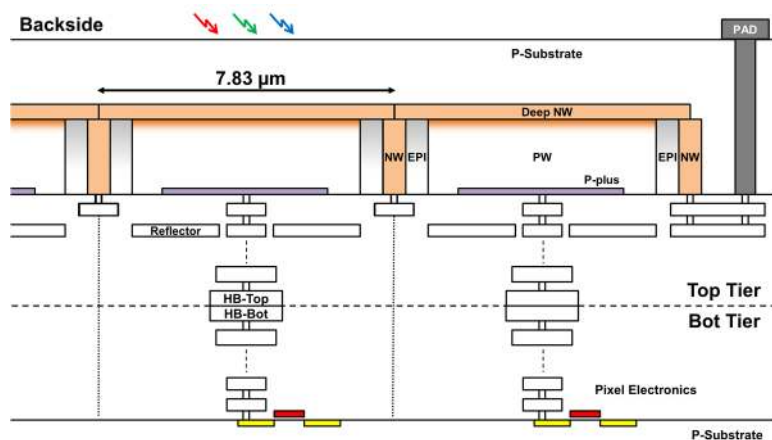 Backside
PAD
P-Substrate
7.83 μm
Deep NW
NW EPI PW EPI NW
P-plus
Reflector
HB-Top
HB-Bot
Top Tier
Bot Tier
Pixel Electronics
P-Substrate